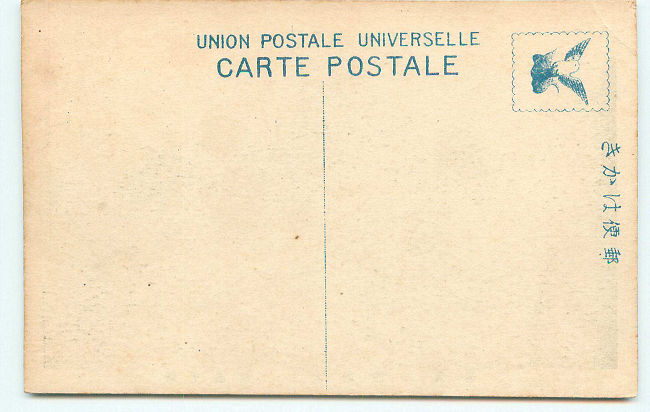 UNION POSTALE UNIVERSELLE
CARTE POSTALE
きかは便郵